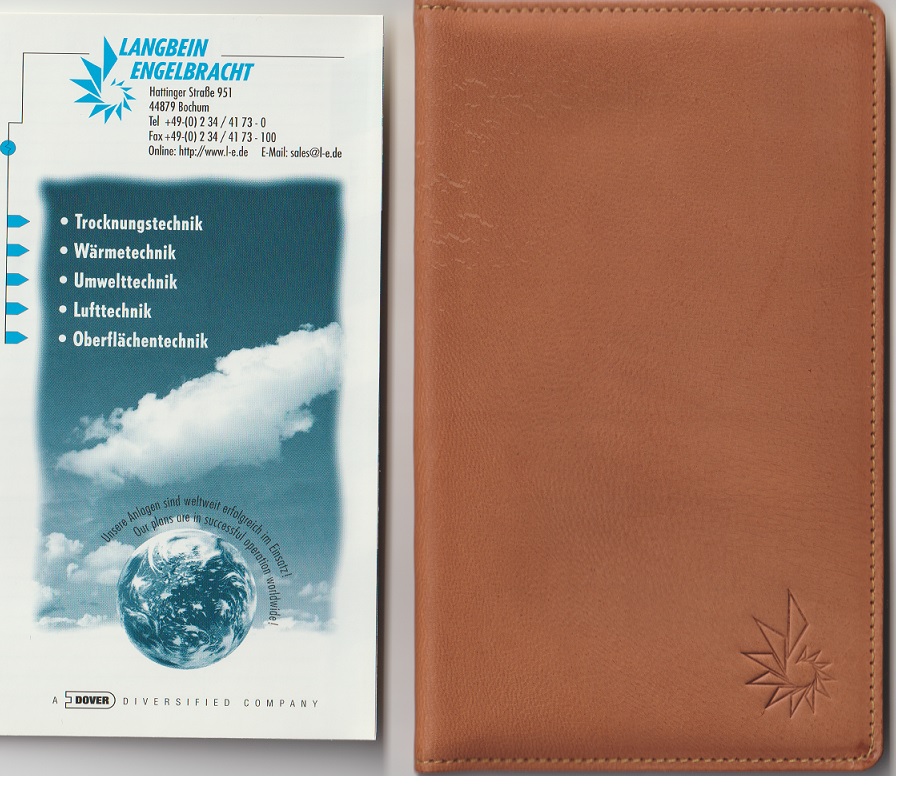 LANGBEIN
ENGELBRACHT
Hattinger Straße 951
44879 Bochum
Tel +49-(0) 2 34 / 41 73 - 0
Fax +49-(0) 2 34 / 41 73 - 100
Online: http://www.l-e.de E-Mail: sales@l-e.de
• Trocknungstechnik
• Wärmetechnik
• Umwelttechnik
• Lufttechnik
• Oberflächentechnik
Unsere Anlagen sind weltweit erfolgreich im Einsatz!
Our plans are in successful operation worldwide!
A DOVER DIVERSIFIED COMPANY